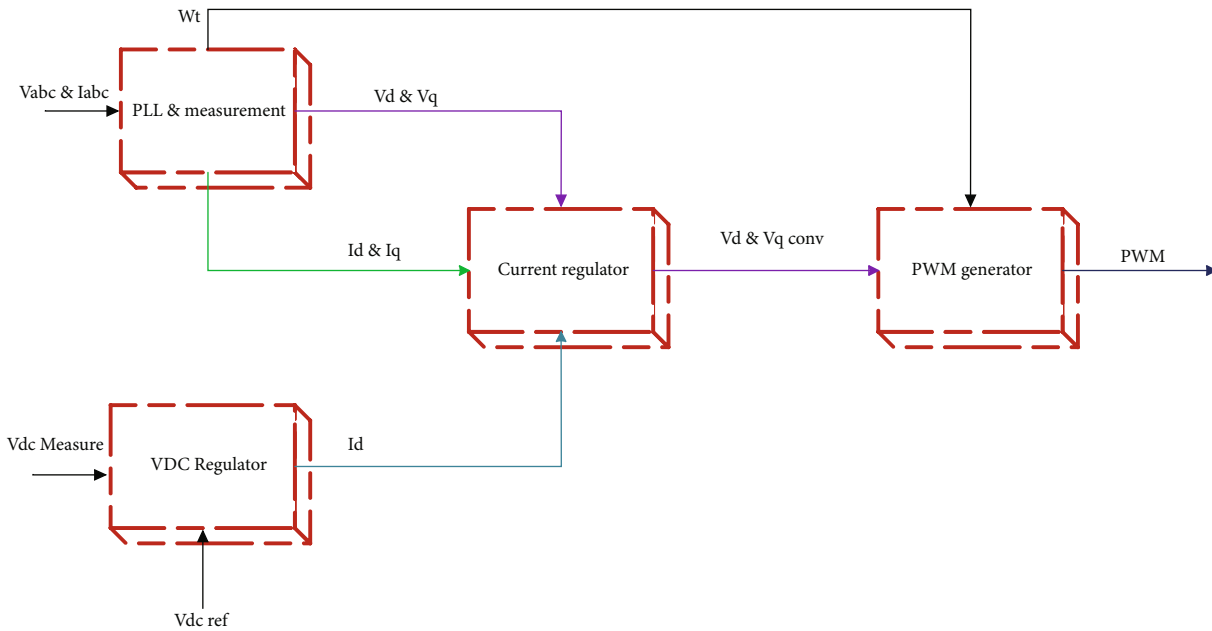 Wt
Vabc & Iabc
PLL & measurement
Vd & Vq
Id & Iq
Current regulator
Vd & Vq conv
PWM generator
PWM
Vdc Measure
VDC Regulator
Id
Vdc ref